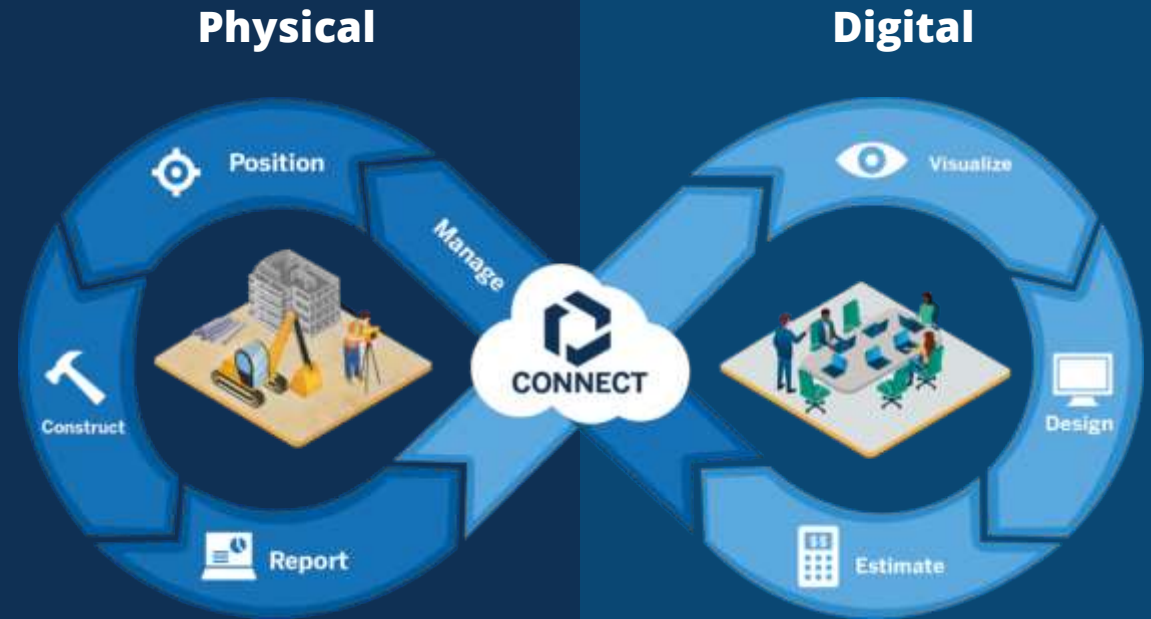 Physical
Digital
Position
Visualize
Manage
CONNECT
Construct
Design
Report
Estimate
$$